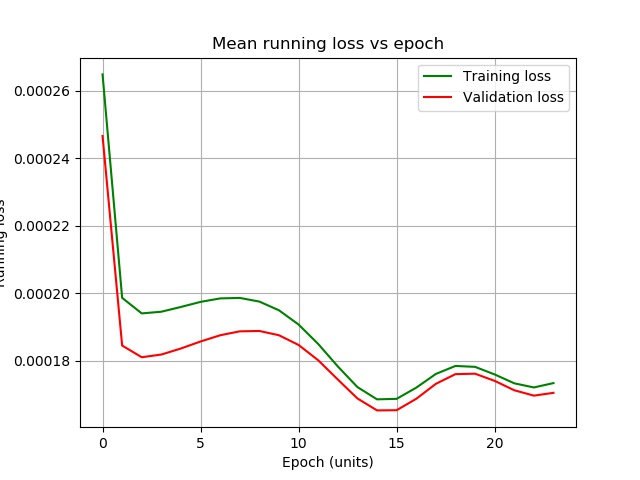 Mean running loss vs epoch
Training loss
Validation loss
0.00026
0.00024
0.00022
0.00020
0.00018
loss
0 5 10 15 20
Epoch (units)